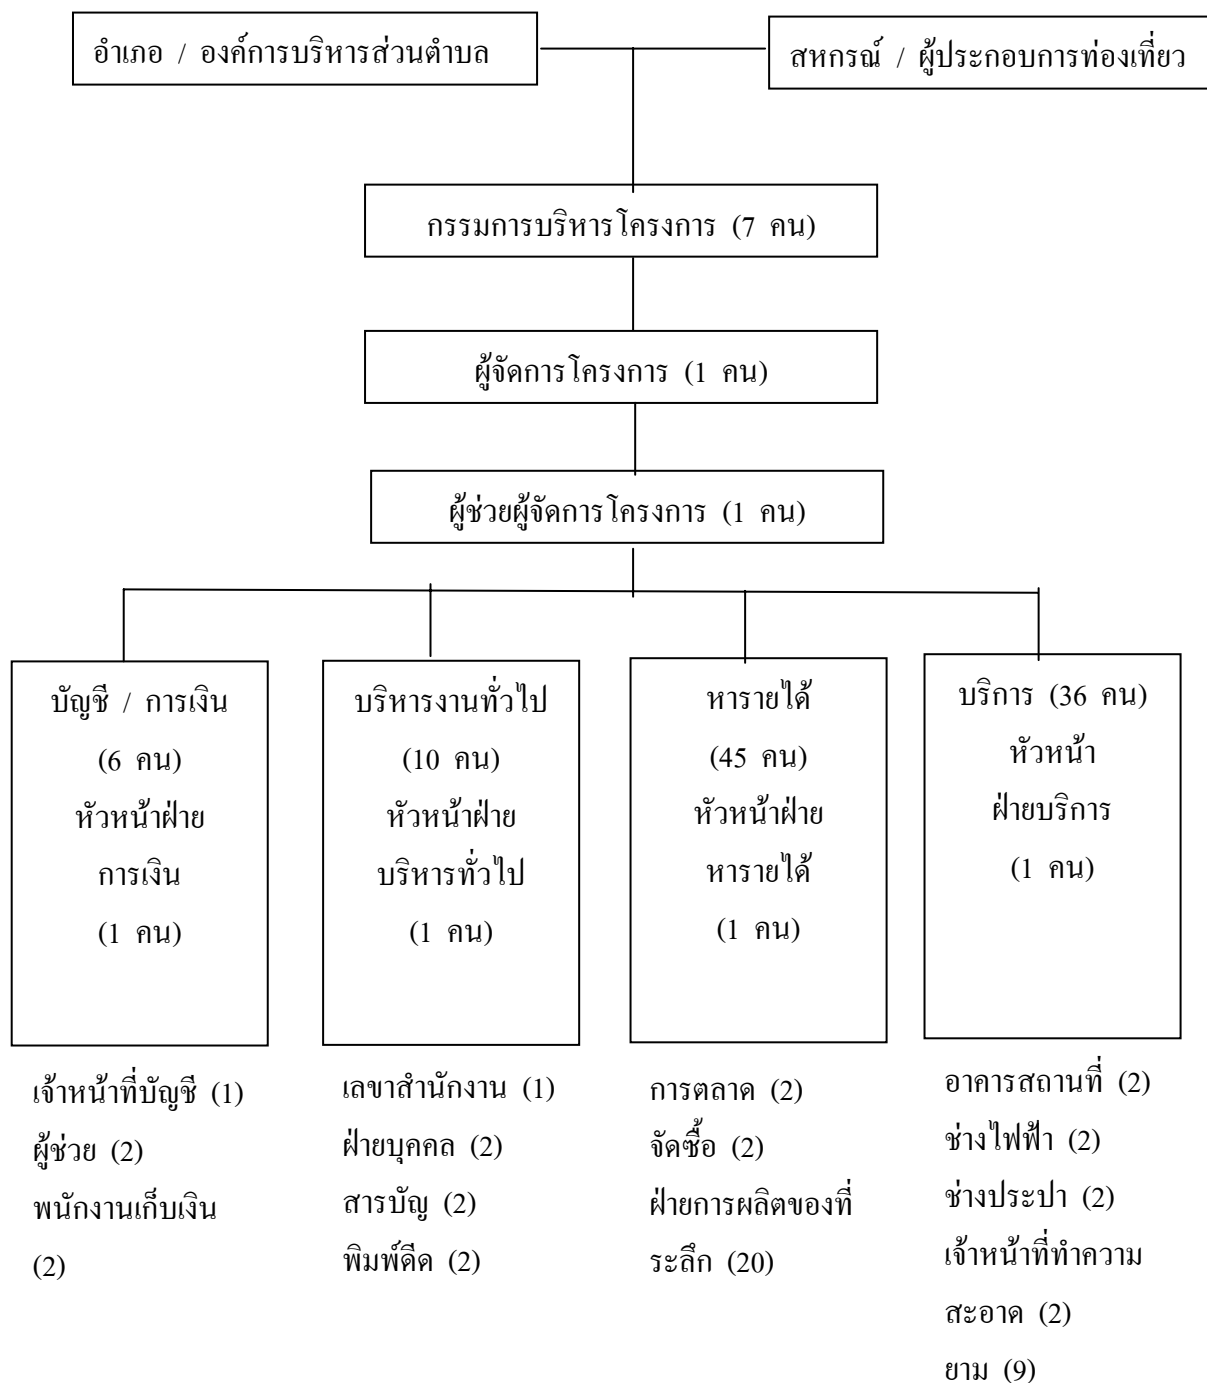 อำเภอ / องค์การบริหารส่วนตำบล
สหกรณ์ / ผู้ประกอบการท่องเที่ยว
กรรมการบริหารโครงการ (7 คน)
ผู้จัดการโครงการ (1 คน)
ผู้ช่วยผู้จัดการโครงการ (1 คน)
บัญชี / การเงิน
(6 คน)
หัวหน้าฝ่าย
การเงิน
(1 คน)
บริหารงานทั่วไป
(10 คน)
หัวหน้าฝ่าย
บริหารทั่วไป
(1 คน)
หารายได้
(45 คน)
หัวหน้าฝ่าย
หารายได้
(1 คน)
บริการ (36 คน)
หัวหน้า
ฝ่ายบริการ
(1 คน)
เจ้าหน้าที่บัญชี (1)
ผู้ช่วย (2)
พนักงานเก็บเงิน
(2)
เลขาสำนักงาน (1)
ฝ่ายบุคคล (2)
สารบัญ (2)
พิมพ์ดีด (2)
การตลาด (2)
จัดซื้อ (2)
ฝ่ายการผลิตของที่
ระลึก (20)
อาคารสถานที่ (2)
ช่างไฟฟ้า (2)
ช่างประปา (2)
เจ้าหน้าที่ทำความ
สะอาด (2)
ยาม (9)